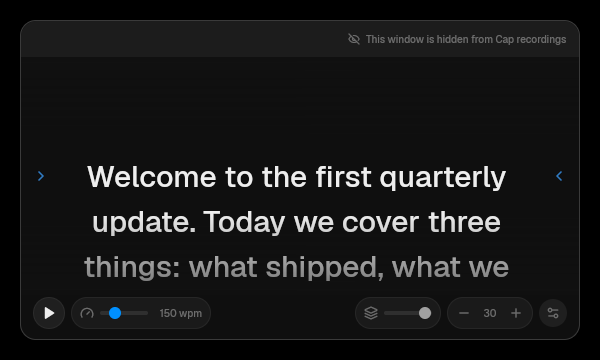 This window is hidden from Cap recordings
Welcome to the first quarterly
update. Today we cover three
things: what shipped, what we
150 wpm
30